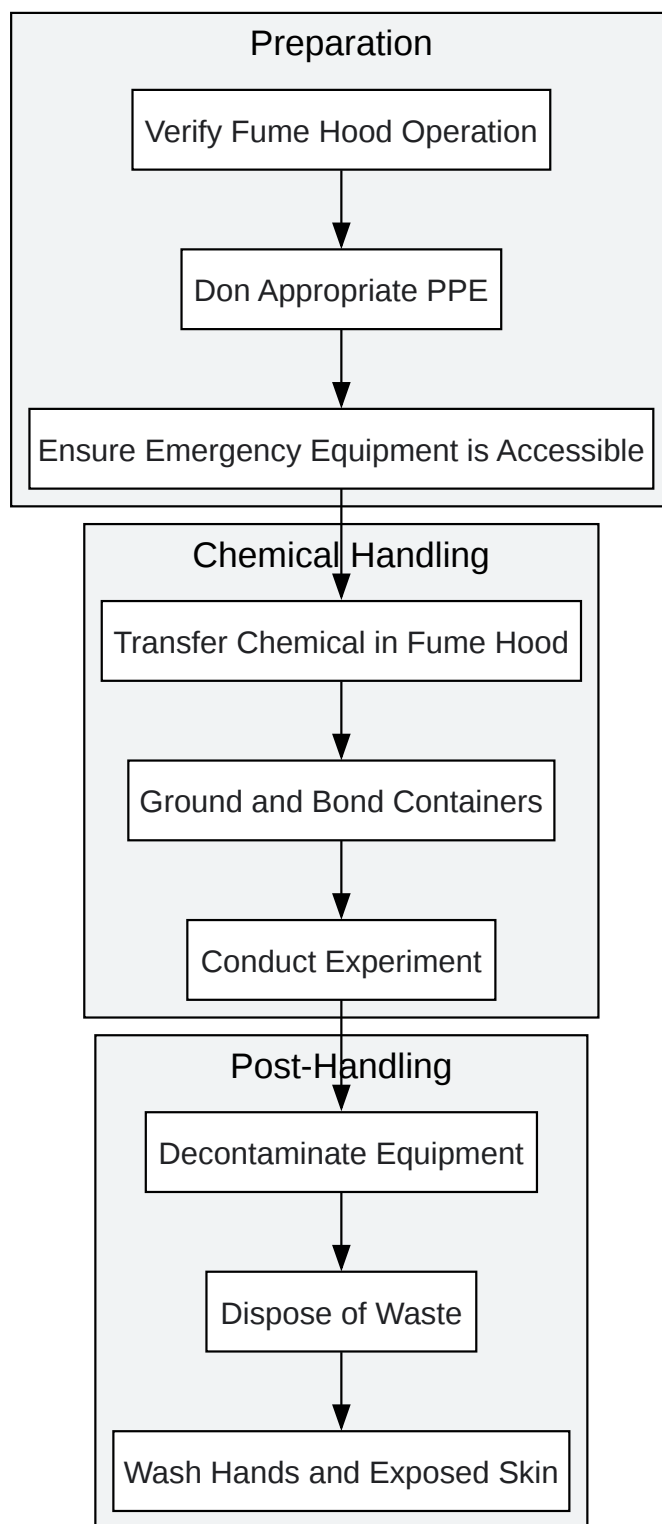 Preparation
Verify Fume Hood Operation
Don Appropriate PPE
Ensure Emergency Equipment is Accessible
Chemical Handling
Transfer Chemical in Fume Hood
Ground and Bond Containers
Conduct Experiment
Post-Handling
Decontaminate Equipment
Dispose of Waste
Wash Hands and Exposed Skin